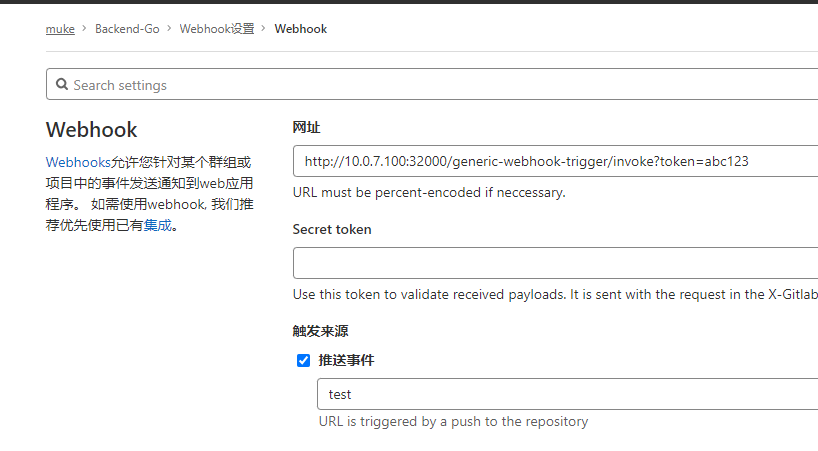 muke > Backend-Go > Webhook设置 > Webhook
Search settings
Webhook
Webhooks允许您针对某个群组或
项目中的事件发送通知到web应用
程序。 如需使用webhook, 我们推
荐优先使用已有集成。
网址
http://10.0.7.100:32000/generic-webhook-trigger/invoke?token=abc123
URL must be percent-encoded if neccessary.
Secret token
Use this token to validate received payloads. It is sent with the request in the X-Gitlab
触发来源
推送事件
test
URL is triggered by a push to the repository